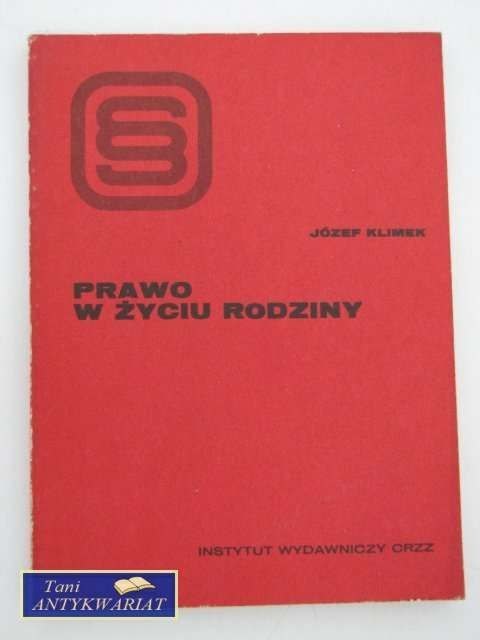 §
JÓZEF KLIMEK
PRAWO
W ŻYCIU RODZINY
INSTYTUT WYDAWNICZY CRZZ
Tani
ANTYKWARIAT